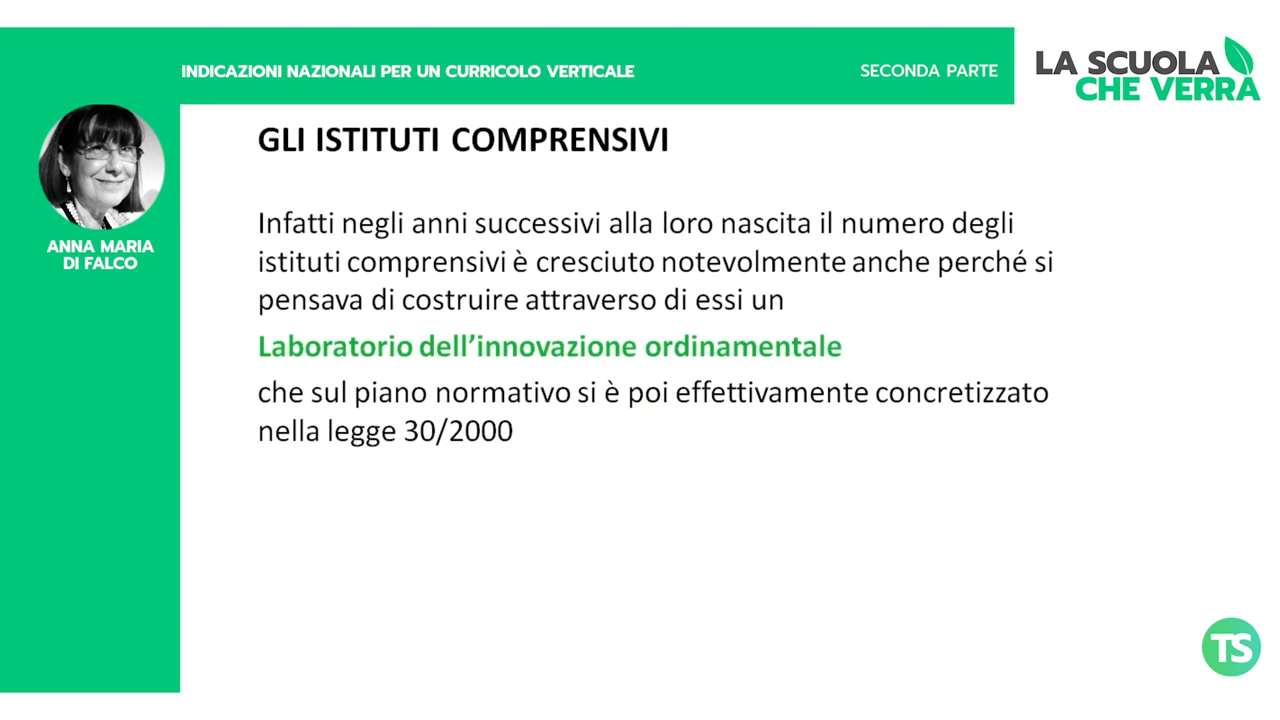 INDICAZIONI NAZIONALI PER UN CURRICOLO VERTICALE
SECONDA PARTE
LA SCUOLA
CHE VERRÀ
ANNA MARIA
DI FALCO
GLI ISTITUTI COMPRENSIVI
Infatti negli anni successivi alla loro nascita il numero degli
istituti comprensivi è cresciuto notevolmente anche perché si
pensava di costruire attraverso di essi un
Laboratorio dell’innovazione ordinamentale
che sul piano normativo si è poi effettivamente concretizzato
nella legge 30/2000
TS